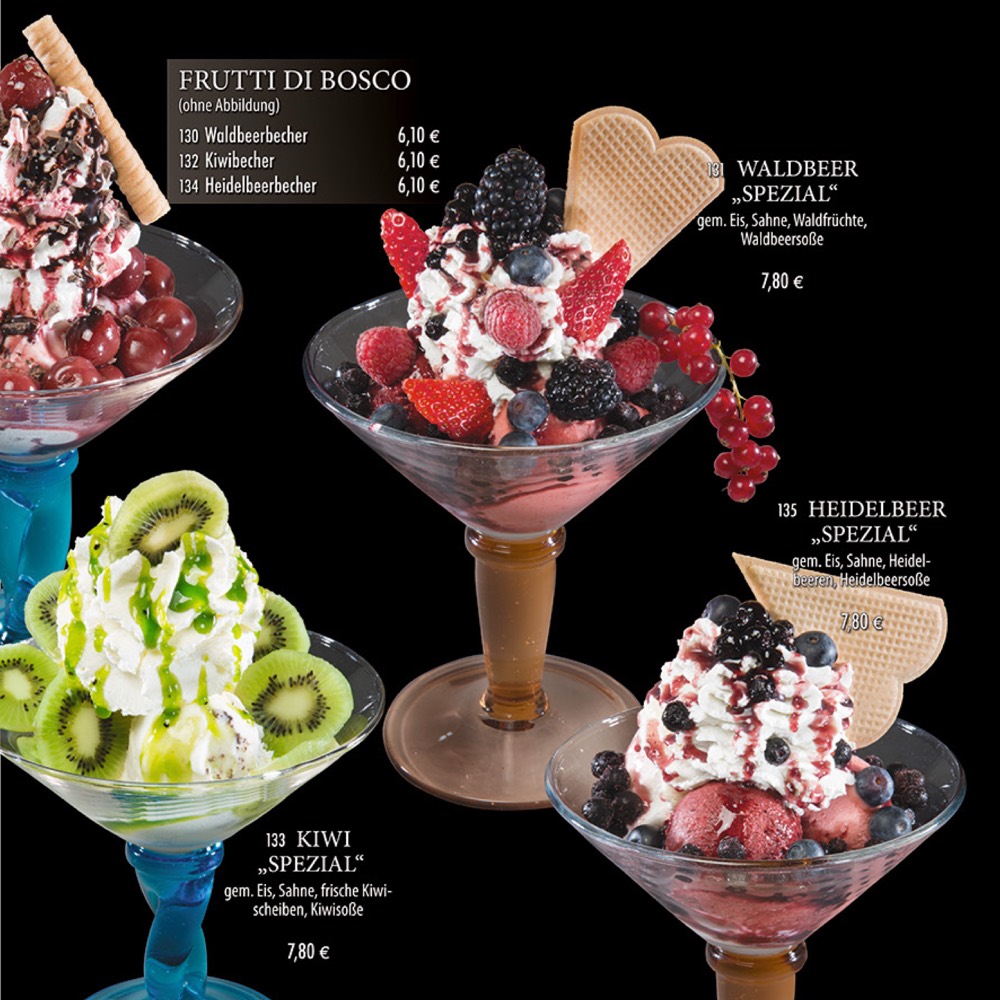 FRUTTI DI BOSCO
(ohne Abbildung)
130 Waldbeerbecher 6,10 €
132 Kiwibecher 6,10 €
134 Heidelbeerbecher 6,10 €
131 WALDBEER
„SPEZIAL“
gem. Eis, Sahne, Waldfrüchte,
Waldbeersoße
7,80 €
135 HEIDELBEER
„SPEZIAL“
gem. Eis, Sahne, Heidel-
beeren, Heidelbeersoße
7,80 €
133 KIWI
„SPEZIAL“
gem. Eis, Sahne, frische Kiwi-
scheiben, Kiwisoße
7,80 €